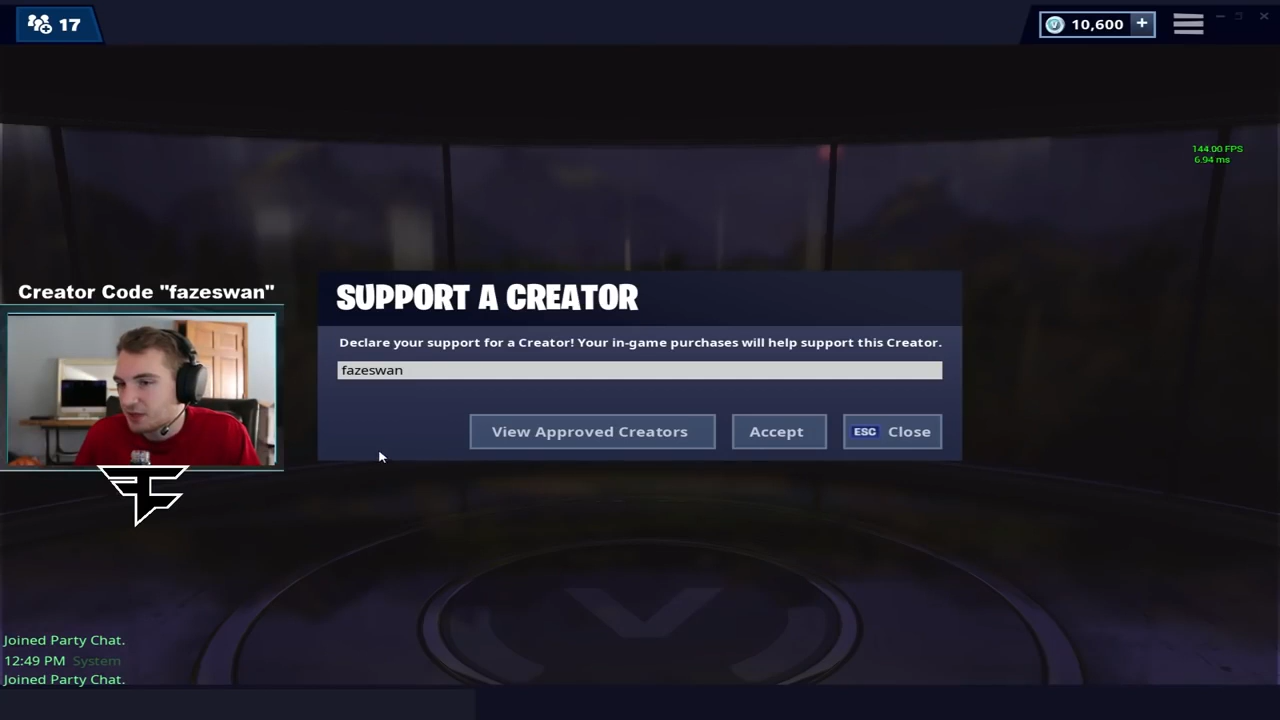 17
10,600 +
144.00 FPS
6.94 ms
Creator Code "fazeswan"
SUPPORT A CREATOR
Declare your support for a Creator! Your in-game purchases will help support this Creator.
fazeswan
View Approved Creators
Accept
ESC Close
Joined Party Chat.
12:49 PM System
Joined Party Chat.